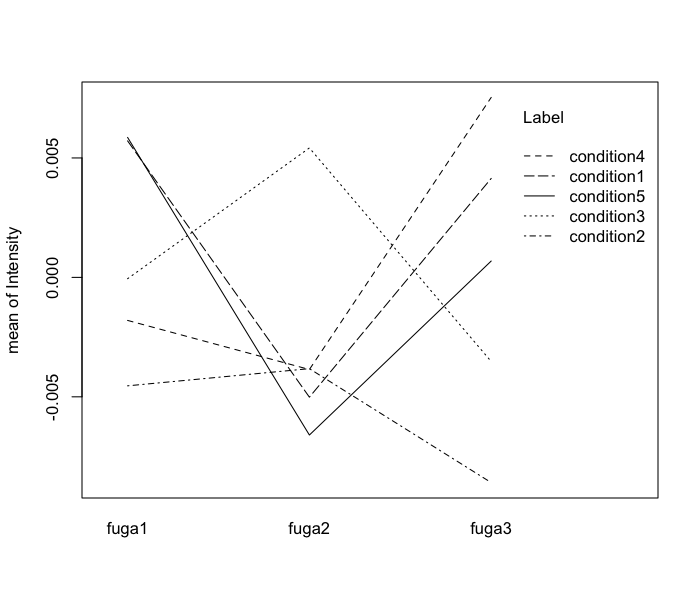 mean of Intensity
0.005
0.000
-0.005
fuga1
fuga2
fuga3
Label
condition4
condition1
condition5
condition3
condition2